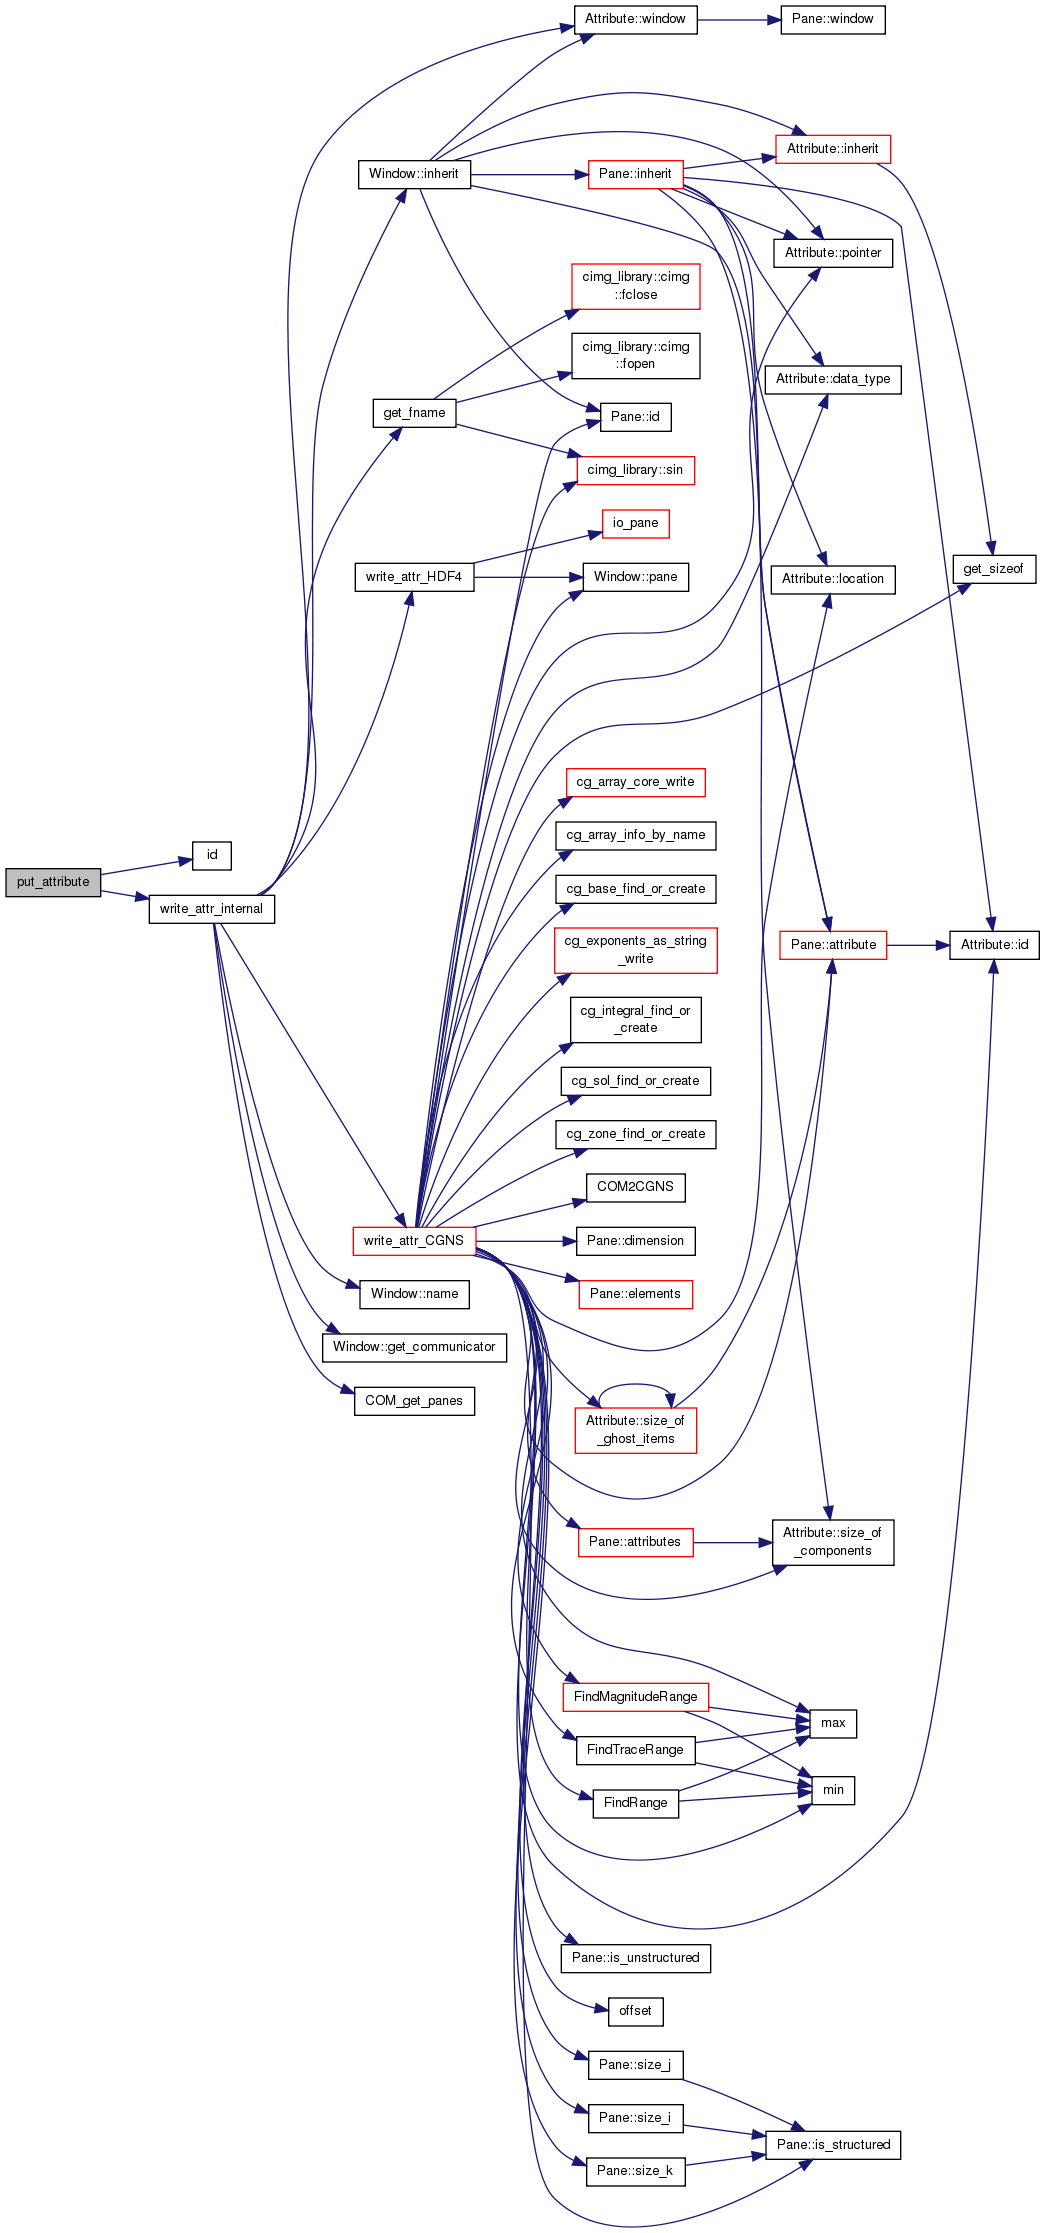 Attribute::window
Pane::window
Attribute::inherit
Window::inherit
Pane::inherit
Attribute::pointer
cimg_library::cimg
::fclose
cimg_library::cimg
::fopen
Attribute::data_type
get_fname
Pane::id
cimg_library::sin
io_pane
write_attr_HDF4
Window::pane
Attribute::location
get_sizeof
cg_array_core_write
cg_array_info_by_name
id
put_attribute
cg_base_find_or_create
write_attr_internal
cg_exponents_as_string
_write
Pane::attribute
Attribute::id
cg_integral_find_or
_create
cg_sol_find_or_create
cg_zone_find_or_create
COM2CGNS
write_attr_CGNS
Pane::dimension
Window::name
Pane::elements
Window::get_communicator
COM_get_panes
Attribute::size_of
_ghost_items
Pane::attributes
Attribute::size_of
_components
FindMagnitudeRange
max
FindTraceRange
min
FindRange
Pane::is_unstructured
offset
Pane::size_j
Pane::size_i
Pane::is_structured
Pane::size_k